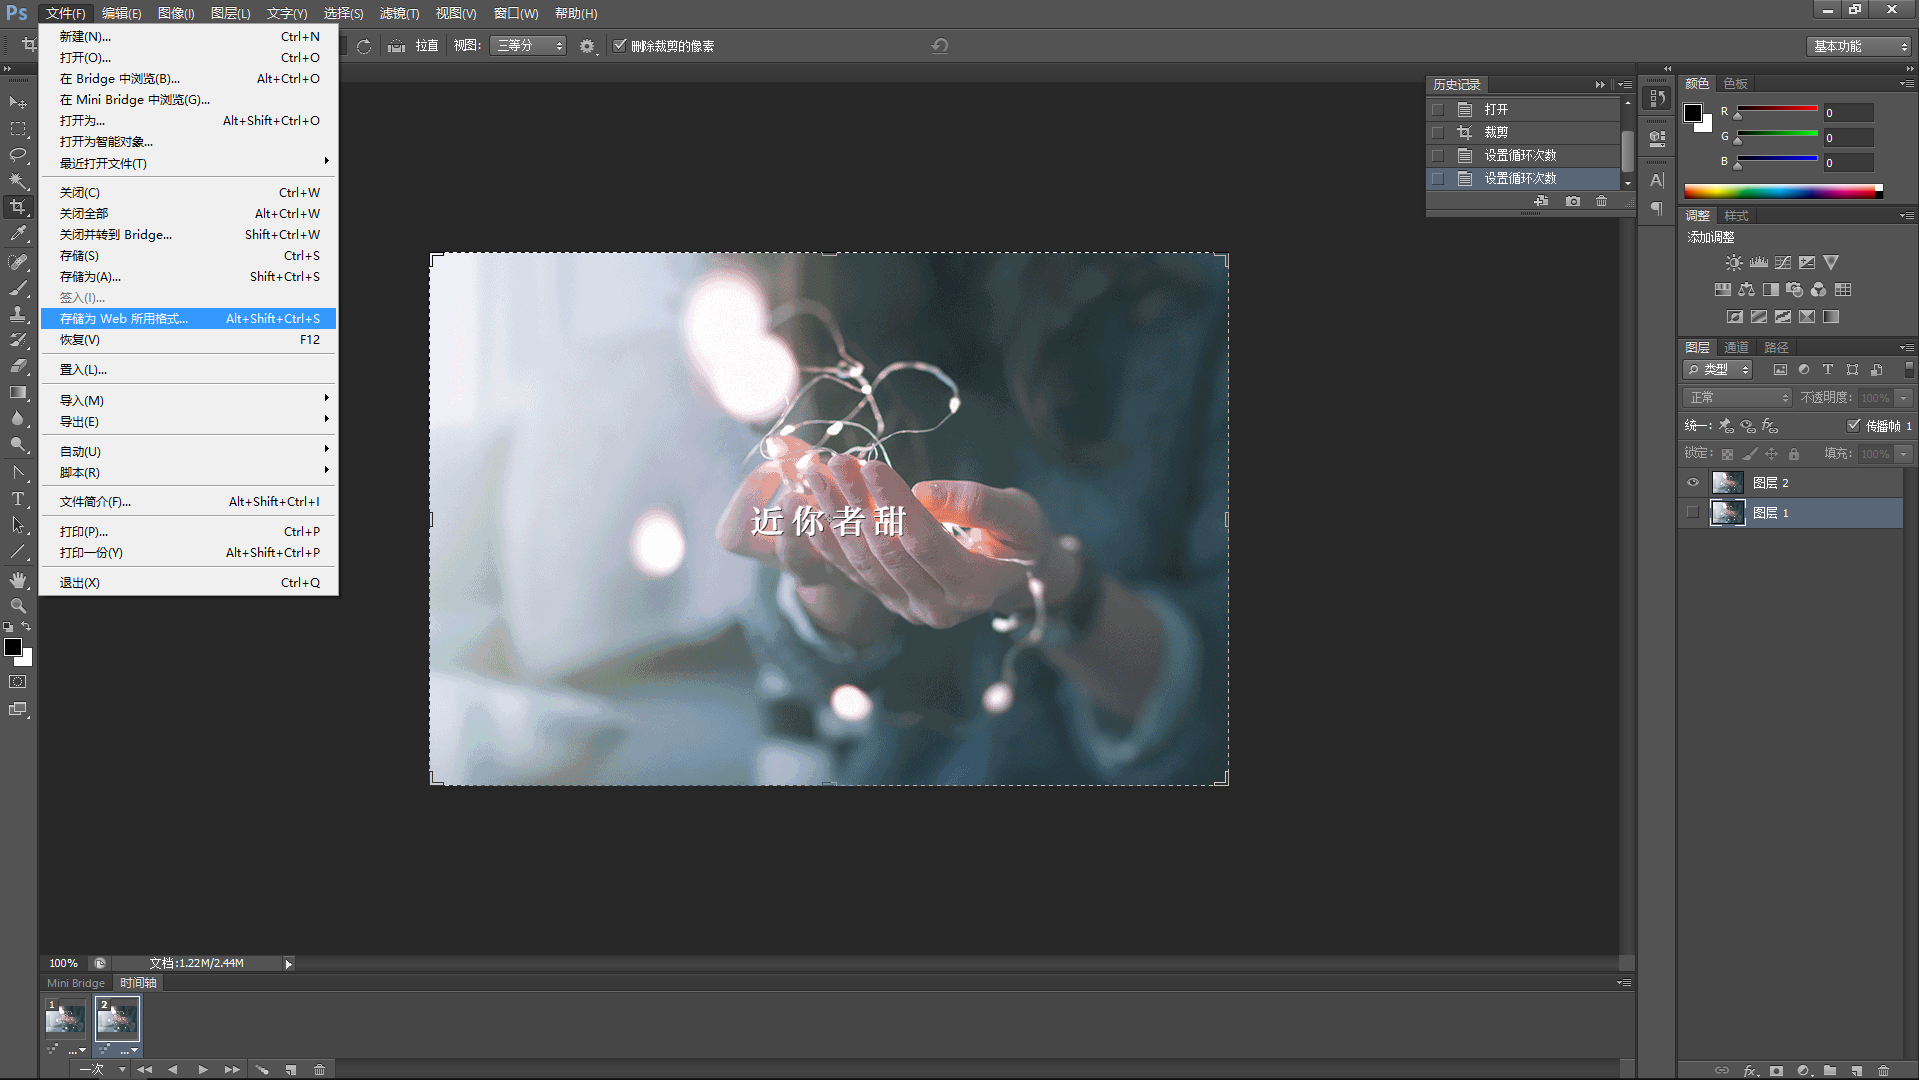 Ps 文件(F) 编辑(E) 图像(I) 图层(L) 文字(Y) 选择(S) 滤镜(T) 视图(V) 窗口(W) 帮助(H)
拉直 视图: 三等分 删除裁剪的像素 基本功能
新建(N)... Ctrl+N
打开(O)... Ctrl+O
在 Bridge 中浏览(B)... Alt+Ctrl+O
在 Mini Bridge 中浏览(G)...
打开为... Alt+Shift+Ctrl+O
打开为智能对象...
最近打开文件(T)
关闭(C) Ctrl+W
关闭全部 Alt+Ctrl+W
关闭并转到 Bridge... Shift+Ctrl+W
存储(S) Ctrl+S
存储为(A)... Shift+Ctrl+S
签入(I)...
存储为 Web 所用格式... Alt+Shift+Ctrl+S
恢复(V) F12
置入(L)...
导入(M)
导出(E)
自动(U)
脚本(R)
文件简介(F)... Alt+Shift+Ctrl+I
打印(P)... Ctrl+P
打印一份(Y) Alt+Shift+Ctrl+P
退出(X) Ctrl+Q
近你者甜
历史记录
打开
裁剪
设置循环次数
设置循环次数
颜色 色板
R 0
G 0
B 0
调整 样式
添加调整
图层 通道 路径
类型
正常 不透明度: 100%
统一: 传播帧 1
锁定: 填充: 100%
图层 2
图层 1
100% 文档:1.22M/2.44M
Mini Bridge 时间轴
1 2
... ...
一次